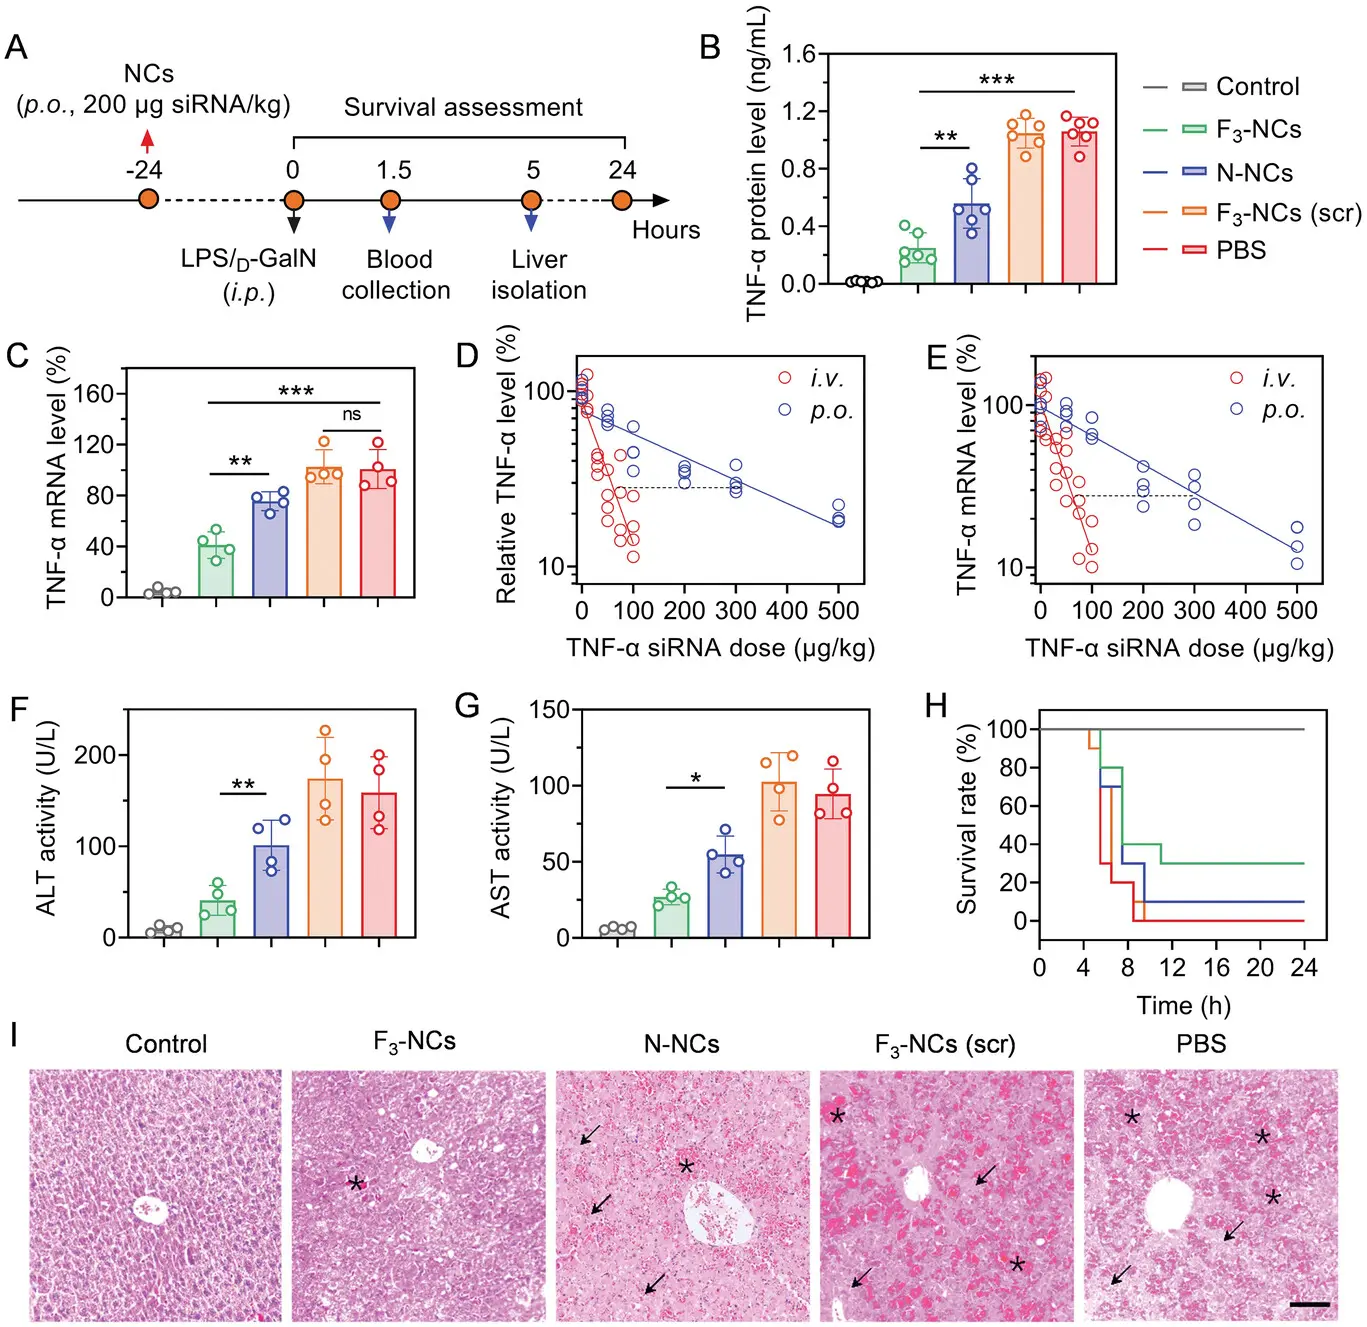 A
NCs
(p.o., 200 µg siRNA/kg)
Survival assessment
-24
0
1.5
5
24
Hours
LPS/D-GalN
(i.p.)
Blood
collection
Liver
isolation
B
TNF-α protein level (ng/mL)
1.6
1.2
0.8
0.4
0.0
***
**
Control
F3-NCs
N-NCs
F3-NCs (scr)
PBS
C
TNF-α mRNA level (%)
160
120
80
40
0
***
**
ns
D
Relative TNF-α level (%)
100
10
i.v.
p.o.
0 100 200 300 400 500
TNF-α siRNA dose (µg/kg)
E
TNF-α mRNA level (%)
100
10
i.v.
p.o.
0 100 200 300 400 500
TNF-α siRNA dose (µg/kg)
F
ALT activity (U/L)
200
100
0
**
G
AST activity (U/L)
150
100
50
0
*
H
Survival rate (%)
100
80
60
40
20
0
0 4 8 12 16 20 24
Time (h)
I
Control
F3-NCs
N-NCs
F3-NCs (scr)
PBS
*
*
*
*
*
*
*